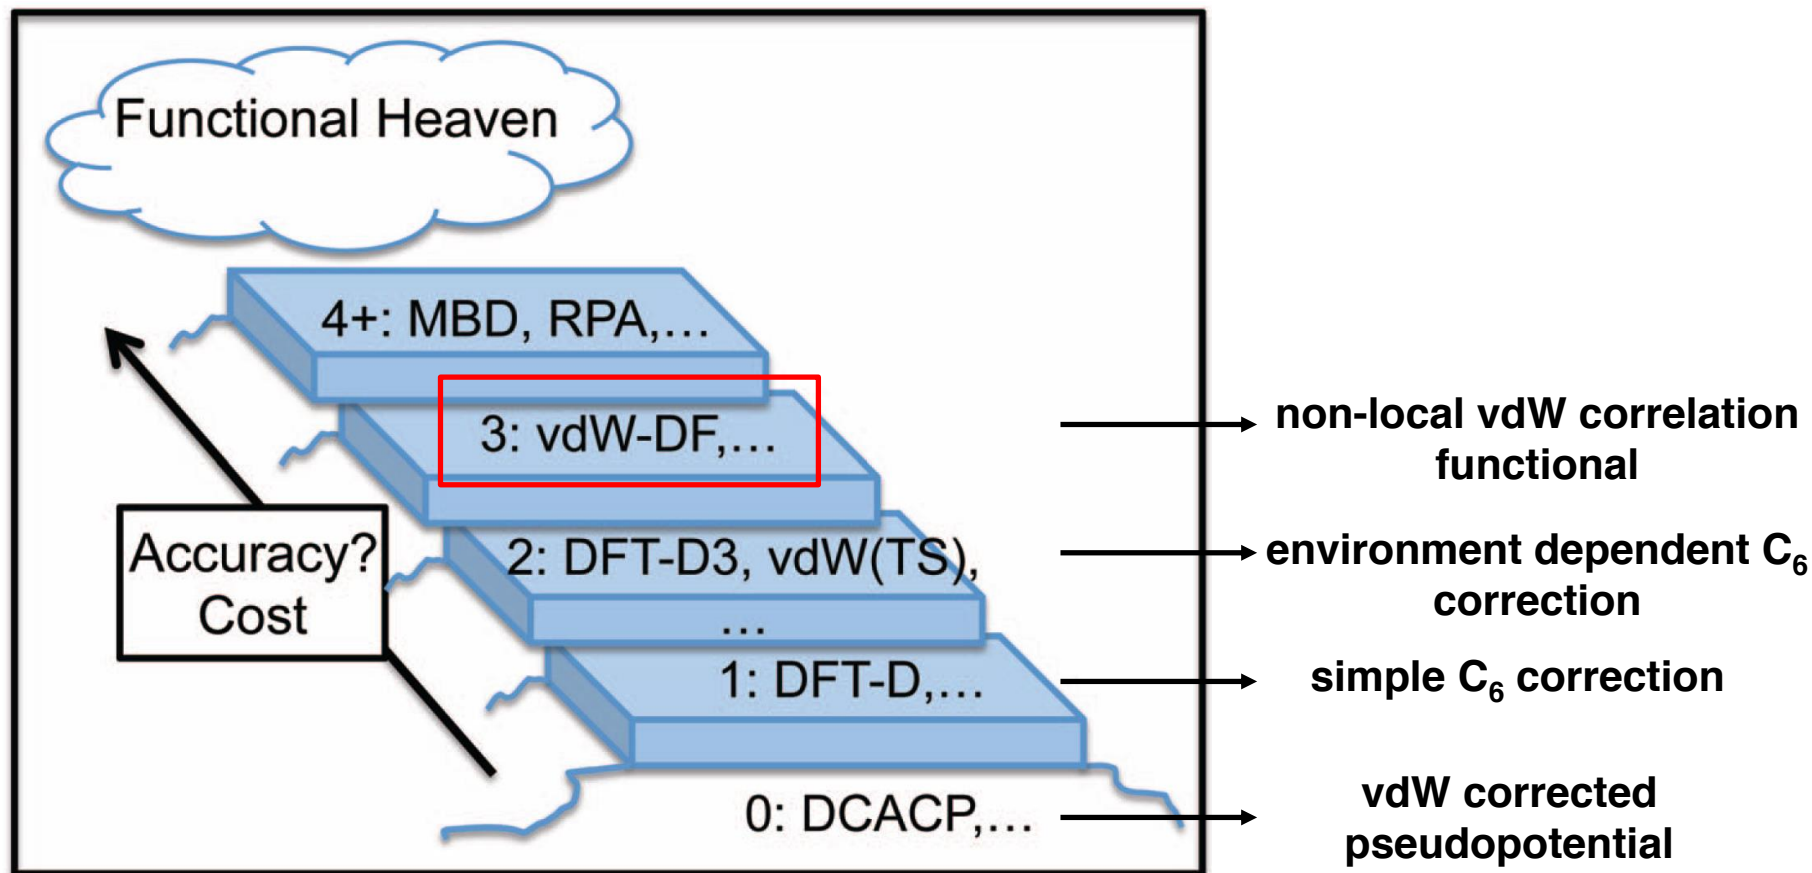 Functional Heaven
4+: MBD, RPA,...
3: vdW-DF,...
non-local vdW correlation
functional
Accuracy?
Cost
2: DFT-D3, vdW(TS),
...
environment dependent C₆
correction
1: DFT-D,...
simple C₆ correction
0: DCACP,...
vdW corrected
pseudopotential